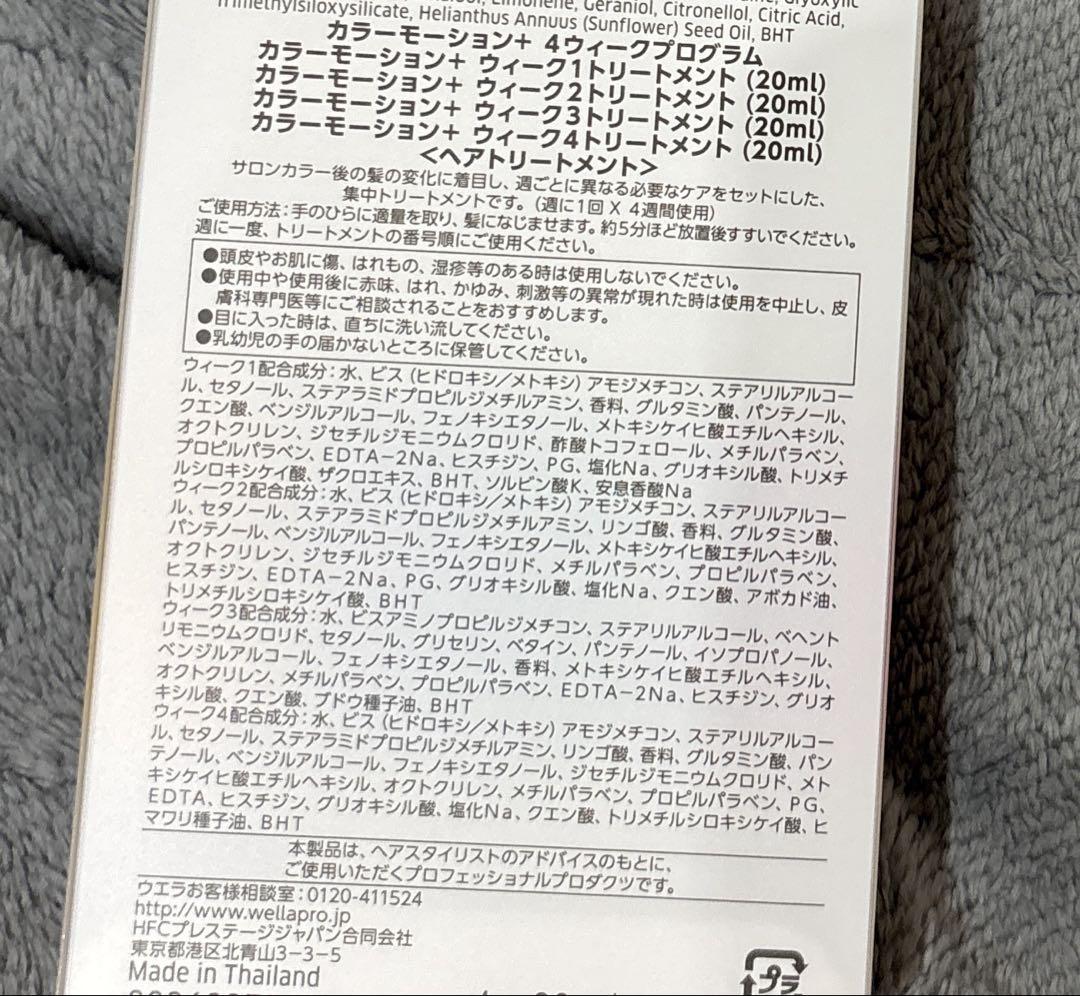 Limonene, Geraniol, Citronellol, Citric Acid,
Trimethylsiloxysilicate, Helianthus Annuus (Sunflower) Seed Oil, BHT
カラーモーション＋ 4ウィークプログラム
カラーモーション＋ ウィーク1トリートメント (20ml)
カラーモーション＋ ウィーク2トリートメント (20ml)
カラーモーション＋ ウィーク3トリートメント (20ml)
カラーモーション＋ ウィーク4トリートメント (20ml)
<ヘアトリートメント>
サロンカラー後の髪の変化に着目し、週ごとに異なる必要なケアをセットにした、
集中トリートメントです。（週に1回 X 4週間使用）
ご使用方法：手のひらに適量を取り、髪になじませます。約5分ほど放置後すすいでください。
週に一度、トリートメントの番号順にご使用ください。
●頭皮やお肌に傷、はれもの、湿疹等のある時は使用しないでください。
●使用中や使用後に赤味、はれ、かゆみ、刺激等の異常が現れた時は使用を中止し、皮
膚科専門医等にご相談されることをおすすめします。
●目に入った時は、直ちに洗い流してください。
●乳幼児の手の届かないところに保管してください。
ウィーク1配合成分：水、ビス（ヒドロキシ／メトキシ）アモジメチコン、ステアリルアルコー
ル、セタノール、ステアラミドプロピルジメチルアミン、香料、グルタミン酸、パンテノール、
クエン酸、ベンジルアルコール、フェノキシエタノール、メトキシケイヒ酸エチルヘキシル、
オクトクリレン、ジセチルジモニウムクロリド、酢酸トコフェロール、メチルパラベン、
プロピルパラベン、EDTA−2Na、ヒスチジン、PG、塩化Na、グリオキシル酸、トリメチ
ルシロキシケイ酸、ザクロエキス、BHT、ソルビン酸K、安息香酸Na
ウィーク2配合成分：水、ビス（ヒドロキシ／メトキシ）アモジメチコン、ステアリルアルコー
ル、セタノール、ステアラミドプロピルジメチルアミン、リンゴ酸、香料、グルタミン酸、
パンテノール、ベンジルアルコール、フェノキシエタノール、メトキシケイヒ酸エチルヘキシル、
オクトクリレン、ジセチルジモニウムクロリド、メチルパラベン、プロピルパラベン、
ヒスチジン、EDTA−2Na、PG、グリオキシル酸、塩化Na、クエン酸、アボカド油、
トリメチルシロキシケイ酸、BHT
ウィーク3配合成分：水、ビスアミノプロピルジメチコン、ステアリルアルコール、ベヘント
リモニウムクロリド、セタノール、グリセリン、ベタイン、パンテノール、イソプロパノール、
ベンジルアルコール、フェノキシエタノール、香料、メトキシケイヒ酸エチルヘキシル、
オクトクリレン、メチルパラベン、プロピルパラベン、EDTA−2Na、ヒスチジン、グリオ
キシル酸、クエン酸、ブドウ種子油、BHT
ウィーク4配合成分：水、ビス（ヒドロキシ／メトキシ）アモジメチコン、ステアリルアルコー
ル、セタノール、ステアラミドプロピルジメチルアミン、リンゴ酸、香料、グルタミン酸、パン
テノール、ベンジルアルコール、フェノキシエタノール、ジセチルジモニウムクロリド、メト
キシケイヒ酸エチルヘキシル、オクトクリレン、メチルパラベン、プロピルパラベン、PG、
EDTA、ヒスチジン、グリオキシル酸、塩化Na、クエン酸、トリメチルシロキシケイ酸、ヒ
マワリ種子油、BHT
本製品は、ヘアスタイリストのアドバイスのもとに、
ご使用いただくプロフェッショナルプロダクツです。
ウエラお客様相談室：0120-411524
http://www.wellapro.jp
HFCプレステージジャパン合同会社
東京都港区北青山3−3−5
Made in Thailand
プラ